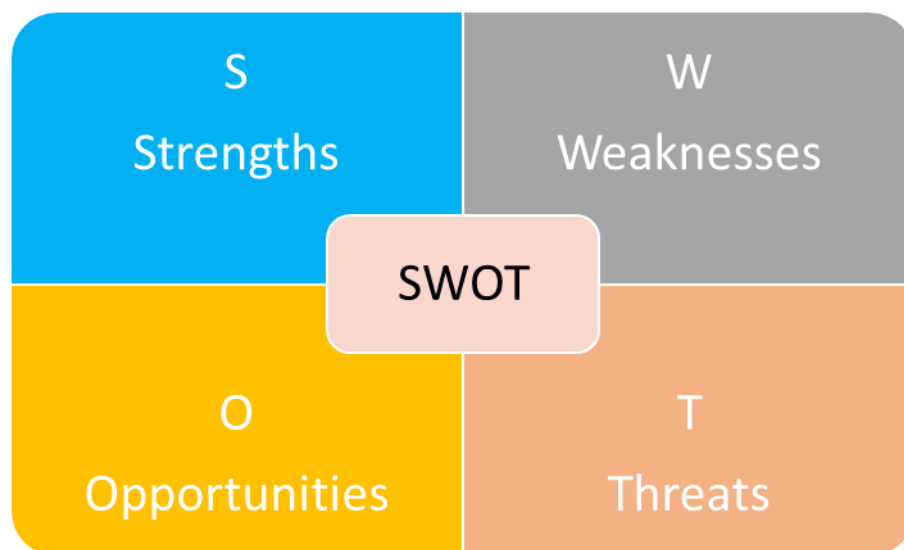 S
Strengths
W
Weaknesses
SWOT
O
Opportunities
T
Threats